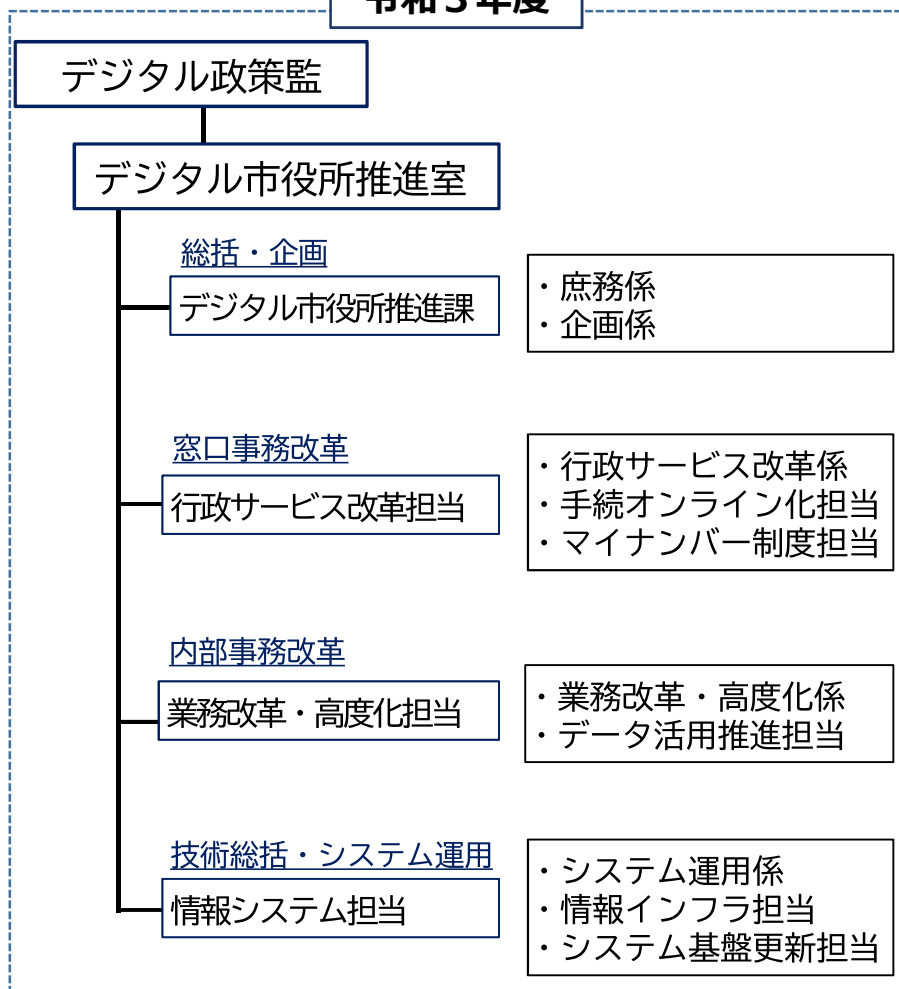 令和3年度
デジタル政策監
デジタル市役所推進室
総括・企画
デジタル市役所推進課
・庶務係
・企画係
窓口事務改革
行政サービス改革担当
・行政サービス改革係
・手続オンライン化担当
・マイナンバー制度担当
内部事務改革
業務改革・高度化担当
・業務改革・高度化係
・データ活用推進担当
技術総括・システム運用
情報システム担当
・システム運用係
・情報インフラ担当
・システム基盤更新担当